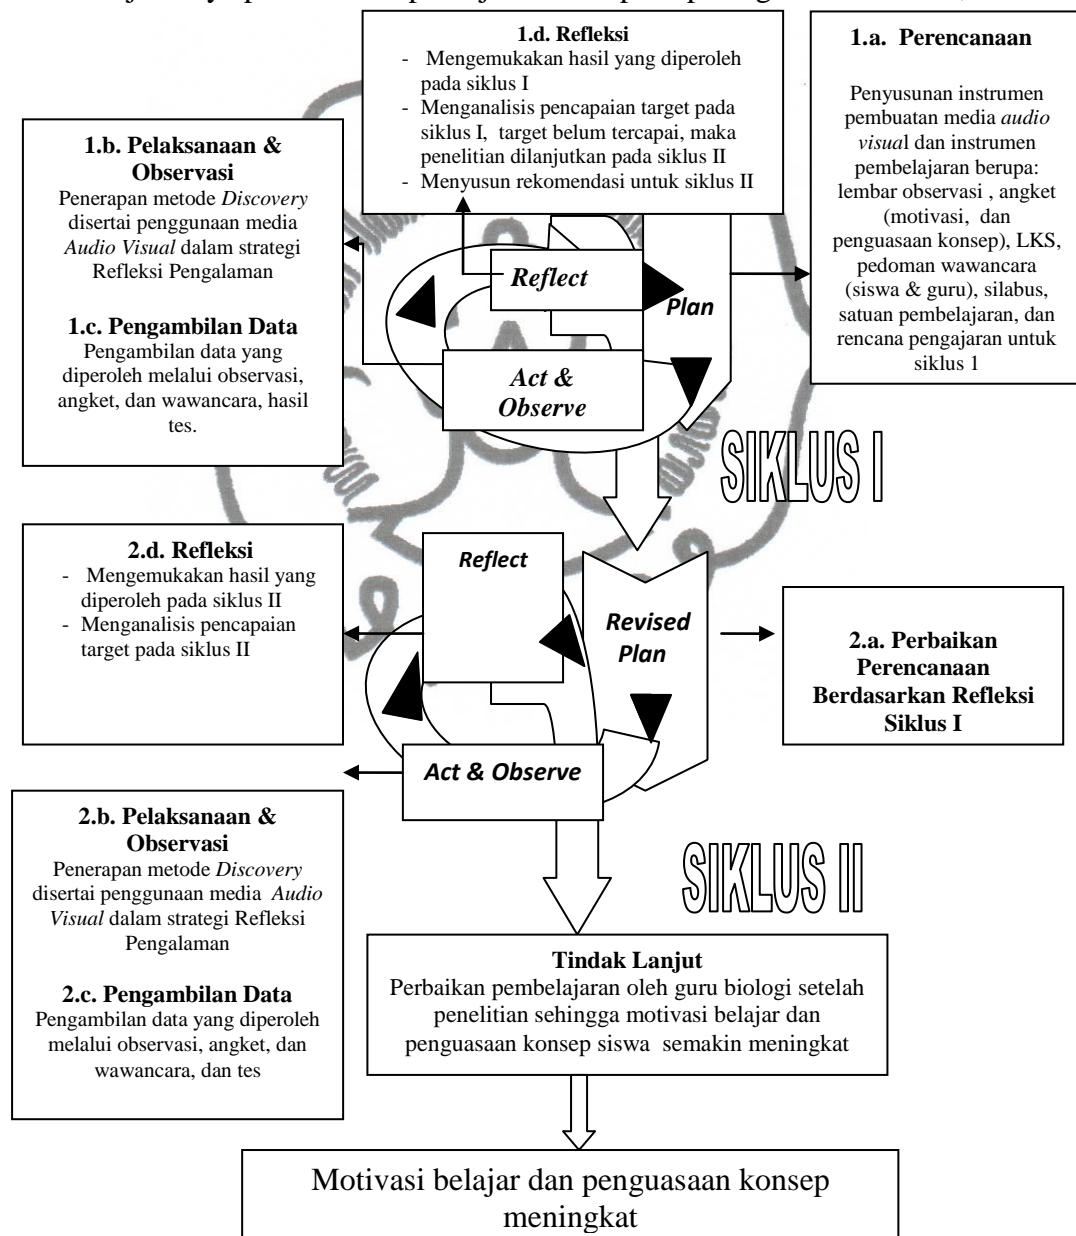 1.d. Refleksi
- Mengemukakan hasil yang diperoleh
pada siklus I
- Menganalisis pencapaian target pada
siklus I, target belum tercapai, maka
penelitian dilanjutkan pada siklus II
- Menyusun rekomendasi untuk siklus II
1.a. Perencanaan
Penyusunan instrumen
pembuatan media audio
visual dan instrumen
pembelajaran berupa:
lembar observasi , angket
(motivasi, dan
penguasaan konsep), LKS,
pedoman wawancara
(siswa & guru), silabus,
satuan pembelajaran, dan
rencana pengajaran untuk
siklus 1
1.b. Pelaksanaan &
Observasi
Penerapan metode Discovery
disertai penggunaan media
Audio Visual dalam strategi
Refleksi Pengalaman
1.c. Pengambilan Data
Pengambilan data yang
diperoleh melalui observasi,
angket, dan wawancara, hasil
tes.
Reflect
Plan
Act &
Observe
SIKLUS I
2.d. Refleksi
- Mengemukakan hasil yang
diperoleh pada siklus II
- Menganalisis pencapaian
target pada siklus II
Reflect
Revised
Plan
Act & Observe
2.a. Perbaikan
Perencanaan
Berdasarkan Refleksi
Siklus I
2.b. Pelaksanaan &
Observasi
Penerapan metode Discovery
disertai penggunaan media Audio
Visual dalam strategi Refleksi
Pengalaman
2.c. Pengambilan Data
Pengambilan data yang diperoleh
melalui observasi, angket, dan
wawancara, dan tes
SIKLUS II
Tindak Lanjut
Perbaikan pembelajaran oleh guru biologi setelah
penelitian sehingga motivasi belajar dan
penguasaan konsep siswa semakin meningkat
Motivasi belajar dan penguasaan konsep
meningkat